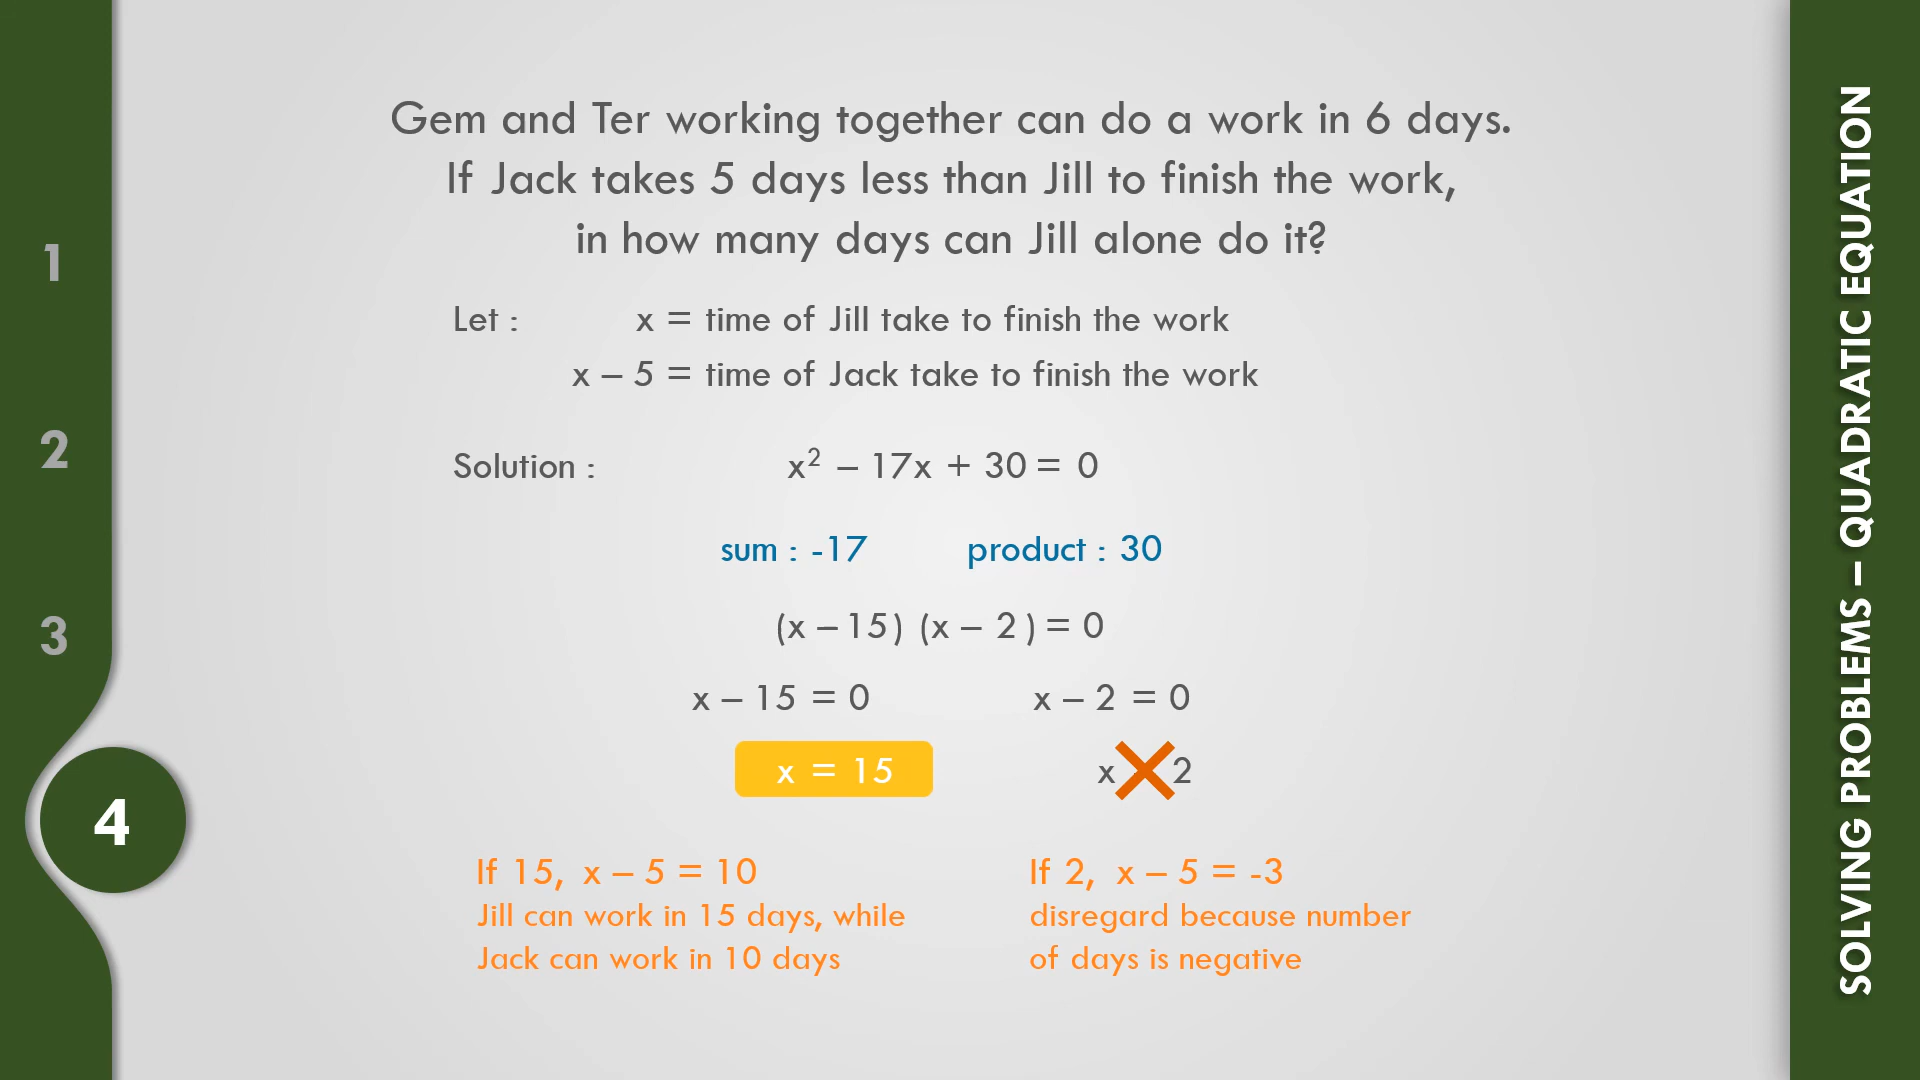 Gem and Ter working together can do a work in 6 days.
If Jack takes 5 days less than Jill to finish the work,
in how many days can Jill alone do it?
Let : x = time of Jill take to finish the work
x – 5 = time of Jack take to finish the work
Solution : x² – 17x + 30 = 0
sum : -17 product : 30
(x – 15) (x – 2 ) = 0
x – 15 = 0 x – 2 = 0
x = 15 x 2
If 15, x – 5 = 10
Jill can work in 15 days, while
Jack can work in 10 days
If 2, x – 5 = -3
disregard because number
of days is negative
1
2
3
4
SOLVING PROBLEMS – QUADRATIC EQUATION